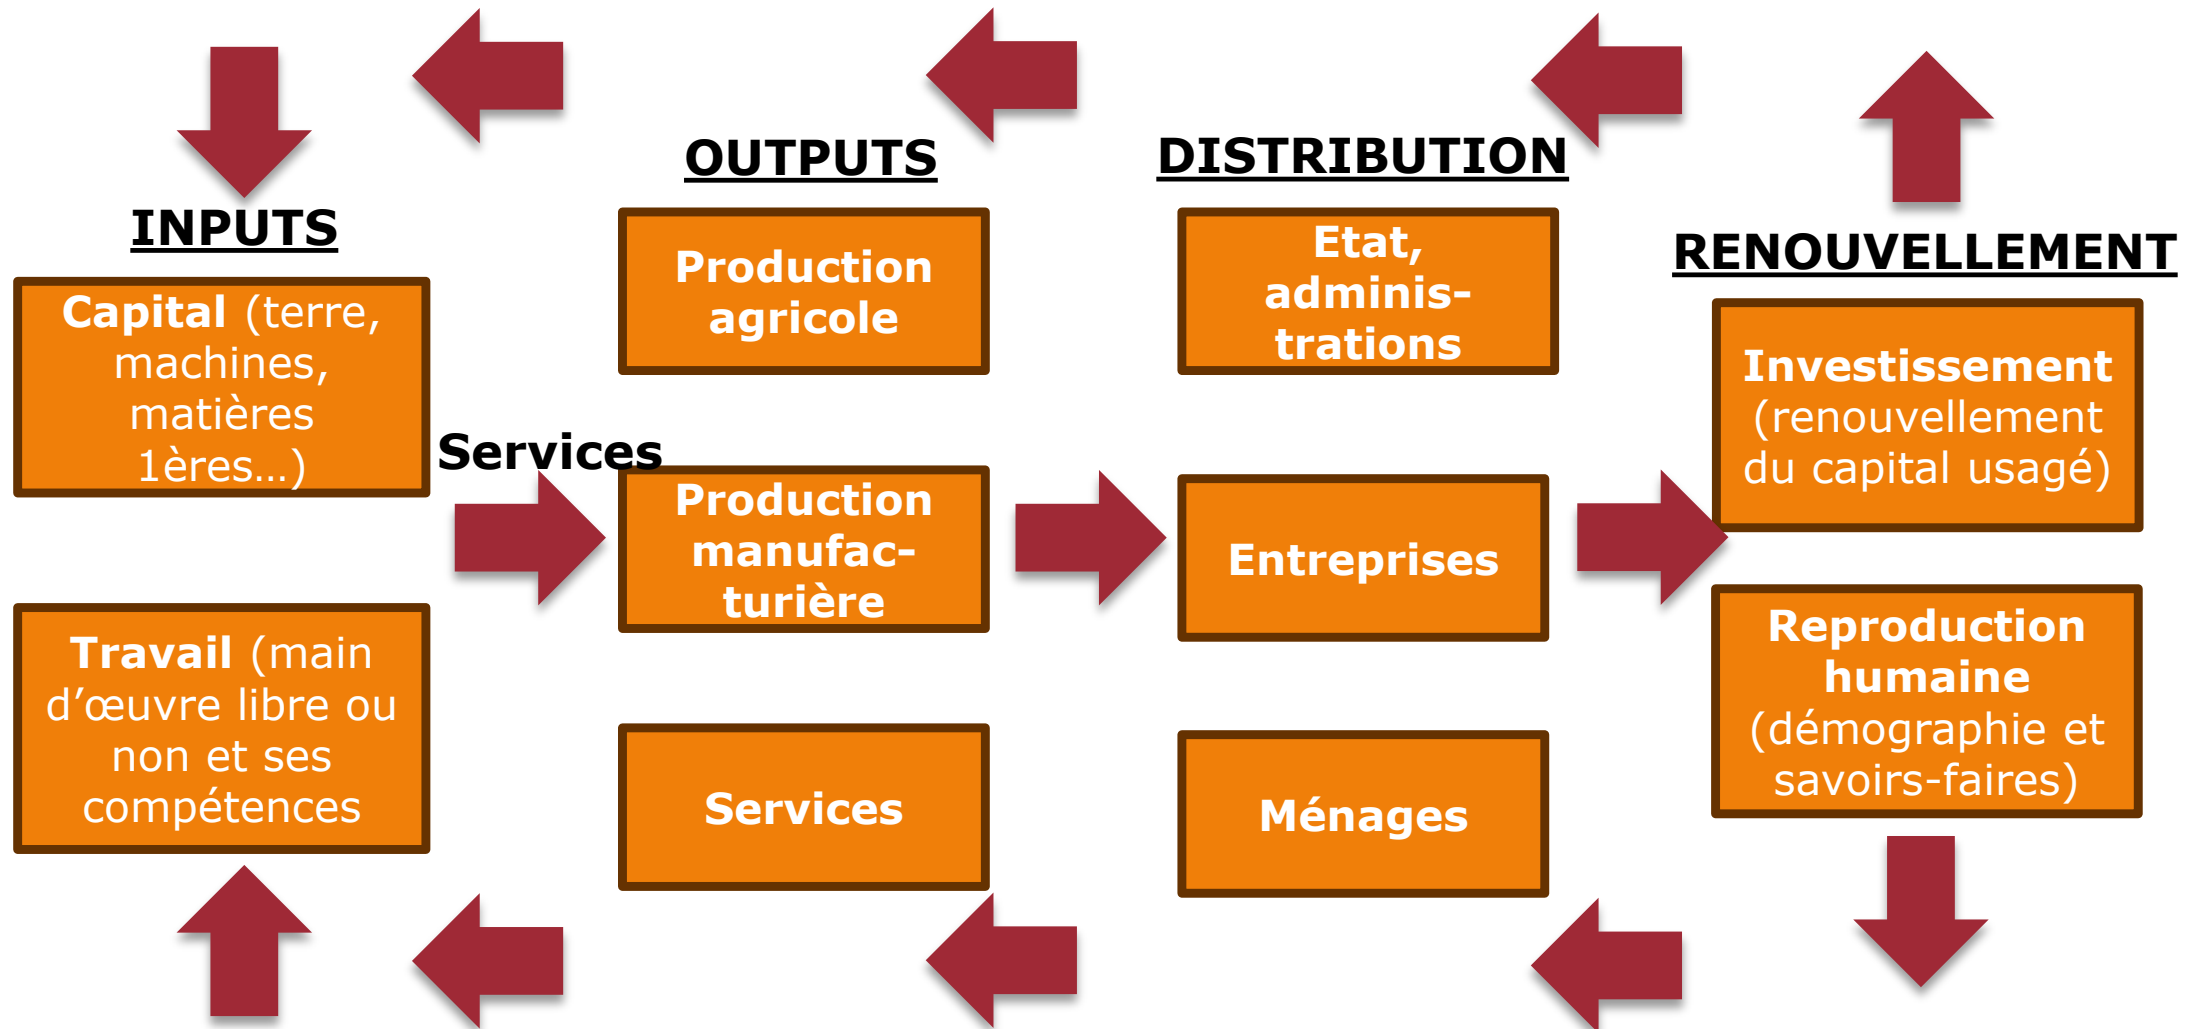 INPUTS
Capital (terre,
machines,
matières
1ères…)
Travail (main
d’œuvre libre ou
non et ses
compétences
Services
OUTPUTS
Production
agricole
Production
manufac-
turière
Services
DISTRIBUTION
Etat,
adminis-
trations
Entreprises
Ménages
RENOUVELLEMENT
Investissement
(renouvellement
du capital usagé)
Reproduction
humaine
(démographie et
savoirs-faires)